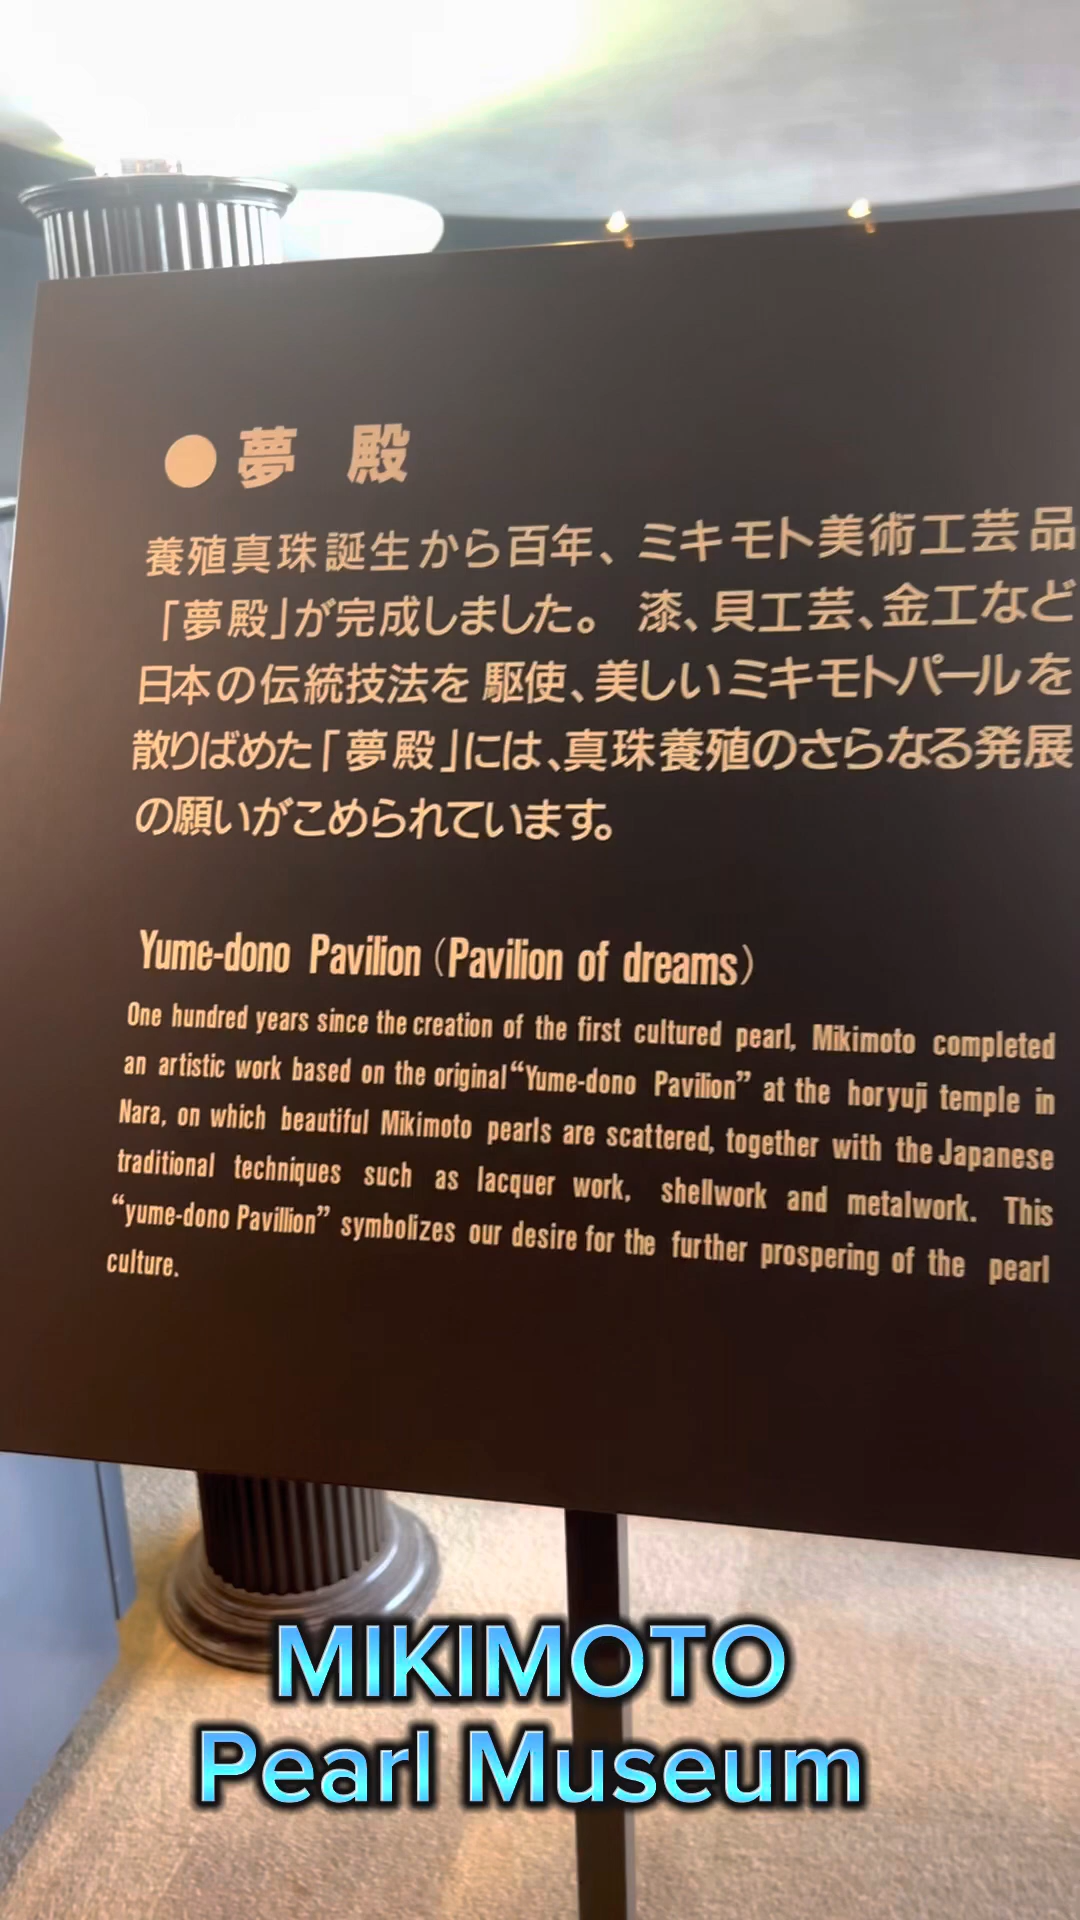 ●夢 殿
養殖真珠誕生から百年、ミキモト美術工芸品
「夢殿」が完成しました。 漆、貝工芸、金工など
日本の伝統技法を駆使、美しいミキモトパールを
散りばめた「夢殿」には、真珠養殖のさらなる発展
の願いがこめられています。
Yume-dono Pavilion (Pavilion of dreams)
One hundred years since the creation of the first cultured pearl, Mikimoto completed
an artistic work based on the original “Yume-dono Pavilion” at the horyuji temple in
Nara, on which beautiful Mikimoto pearls are scattered, together with the Japanese
traditional techniques such as lacquer work, shellwork and metalwork. This
“yume-dono Pavillion” symbolizes our desire for the further prospering of the pearl
culture.
MIKIMOTO
Pearl Museum